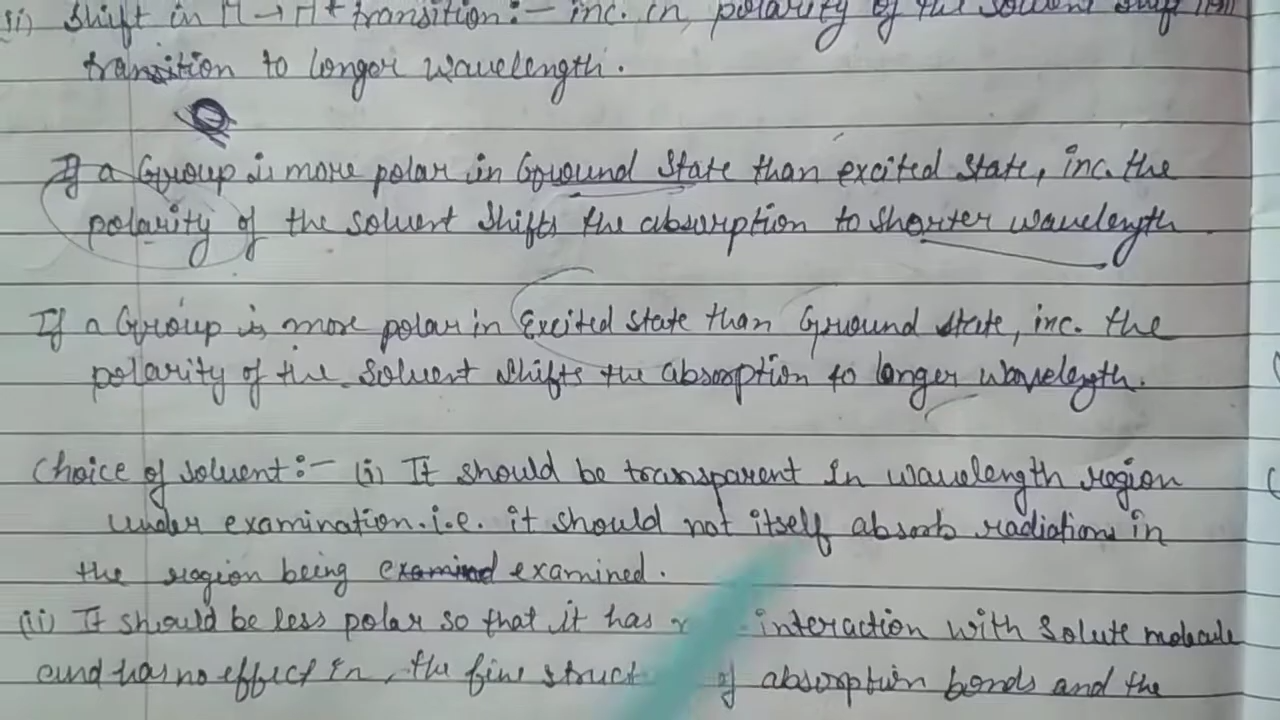 (ii) Shift in π → π* transition:- inc. in polarity of the solvent shift
transition to longer wavelength.
If a Group is more polar in Ground State than excited state, inc. the
polarity of the solvent shifts the absorption to shorter wavelength
If a Group is more polar in Excited state than Ground state, inc. the
polarity of the solvent shifts the absorption to longer wavelength.
Choice of solvent:- (i) It should be transparent in wavelength region
under examination. i.e. it should not itself absorb radiations in
the region being examined examined.
(ii) It should be less polar so that it has interaction with solute molecule
and has no effect in the fine of absorption bonds and the